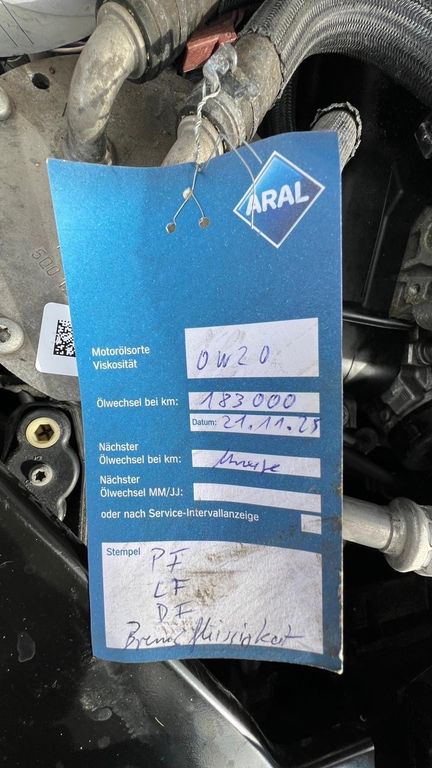 ARAL
Motorölsorte
Viskosität
0W20
Ölwechsel bei km: 183000
Datum: 21.11.25
Nächster
Ölwechsel bei km:
Nächster
Ölwechsel MM/JJ:
oder nach Service-Intervallanzeige
Stempel
PF
LF
DF